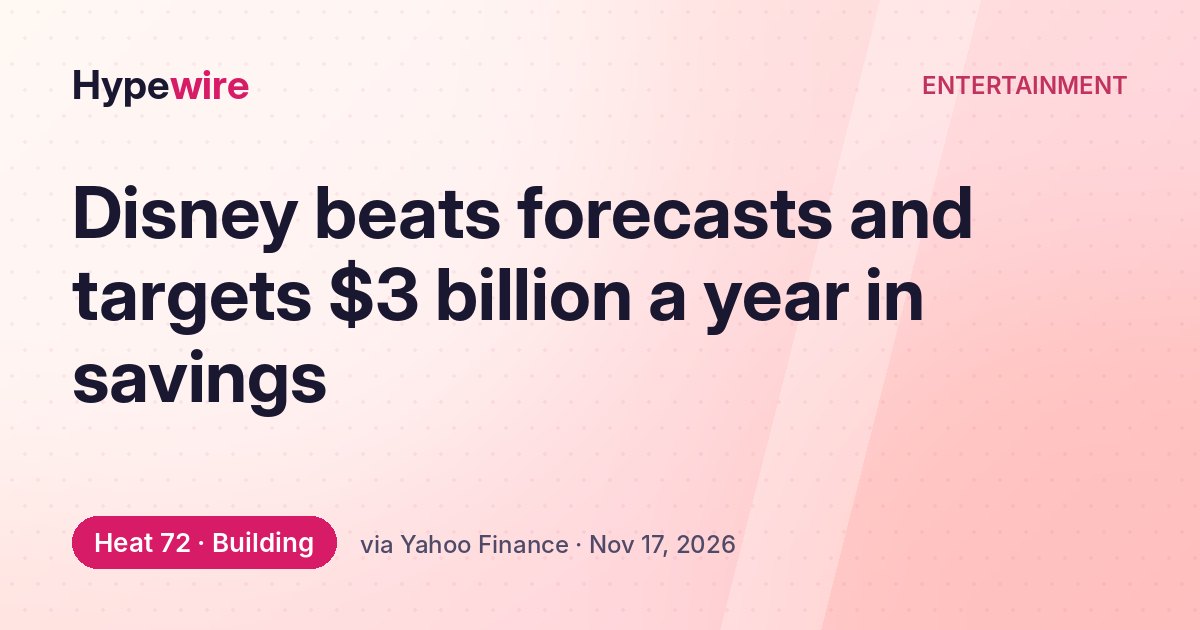 Hypewire
ENTERTAINMENT
Disney beats forecasts and
targets $3 billion a year in
savings
Heat 72 · Building
via Yahoo Finance · Nov 17, 2026